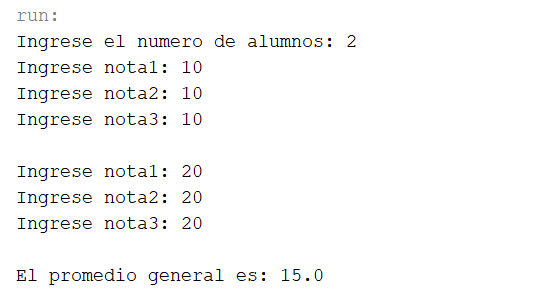 run:
Ingrese el numero de alumnos: 2
Ingrese nota1: 10
Ingrese nota2: 10
Ingrese nota3: 10
Ingrese nota1: 20
Ingrese nota2: 20
Ingrese nota3: 20
El promedio general es: 15.0